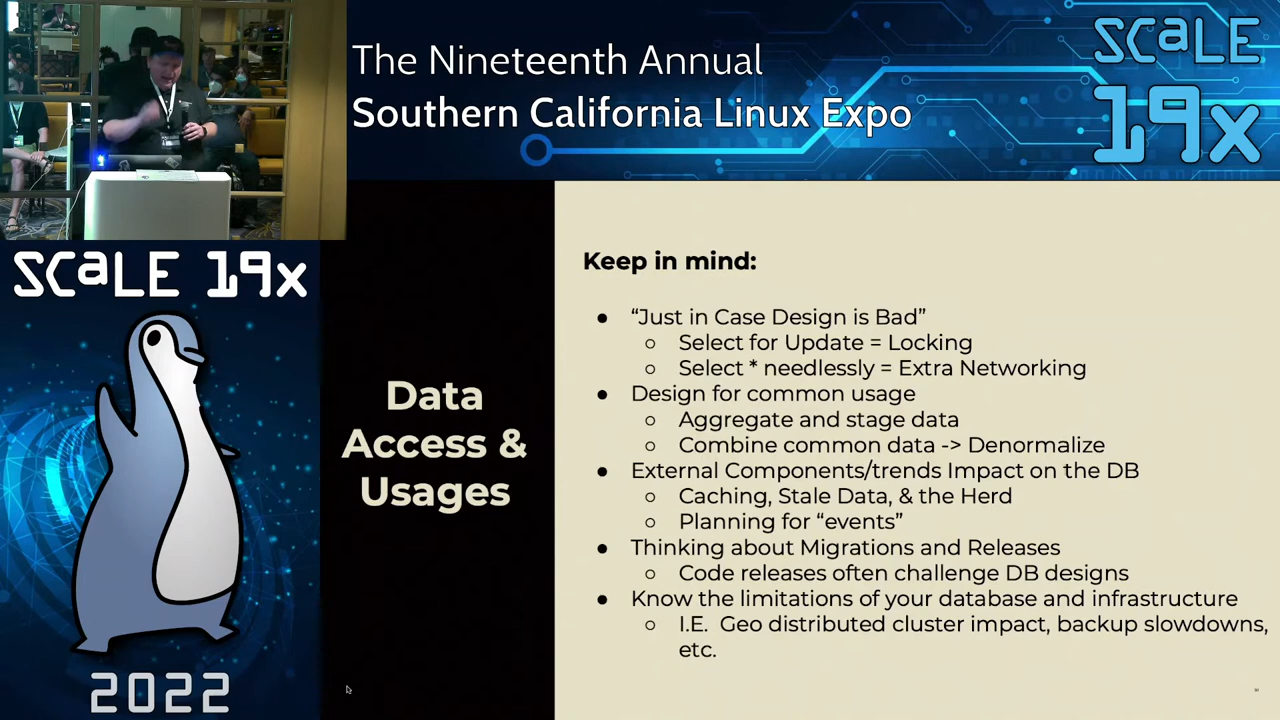 The Nineteenth Annual
Southern California Linux Expo
SCaLE
19x
SCaLE 19x
2022
Data
Access &
Usages
Keep in mind:
● “Just in Case Design is Bad”
○ Select for Update = Locking
○ Select * needlessly = Extra Networking
● Design for common usage
○ Aggregate and stage data
○ Combine common data -> Denormalize
● External Components/trends Impact on the DB
○ Caching, Stale Data, & the Herd
○ Planning for “events”
● Thinking about Migrations and Releases
○ Code releases often challenge DB designs
● Know the limitations of your database and infrastructure
○ I.E. Geo distributed cluster impact, backup slowdowns,
etc.